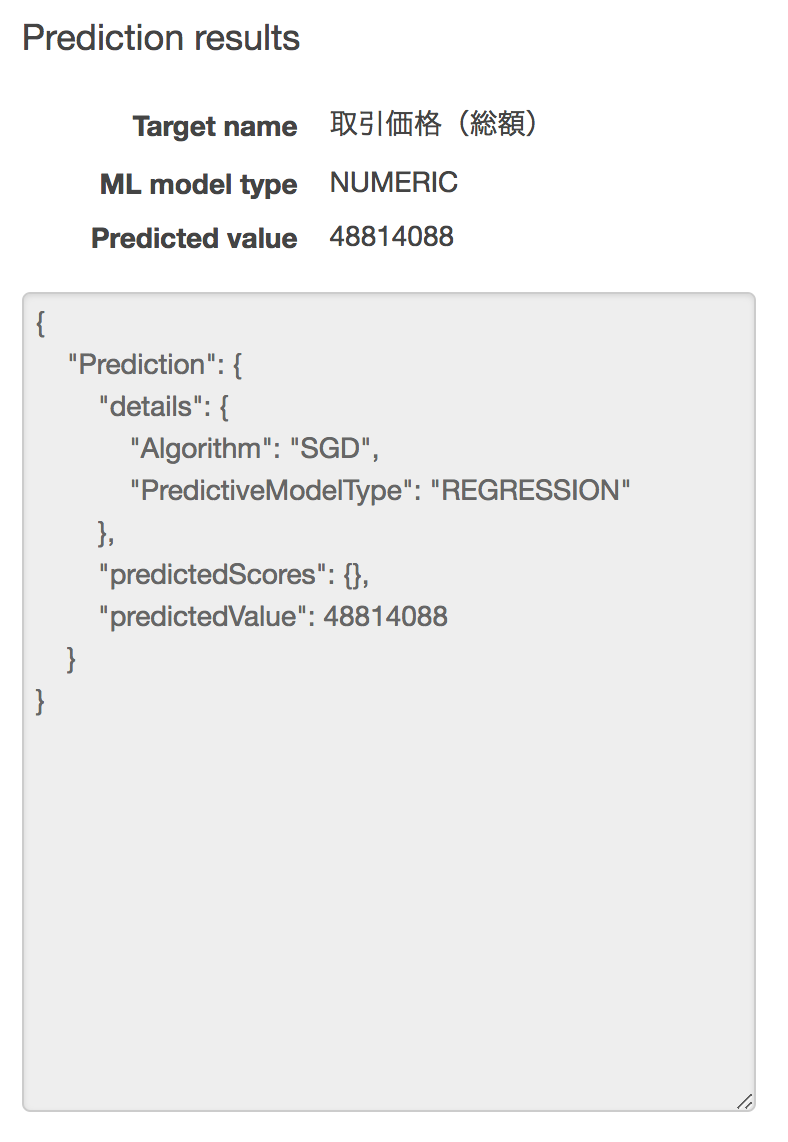 Prediction results
Target name 取引価格（総額）
ML model type NUMERIC
Predicted value 48814088
{
"Prediction": {
"details": {
"Algorithm": "SGD",
"PredictiveModelType": "REGRESSION"
},
"predictedScores": {},
"predictedValue": 48814088
}
}